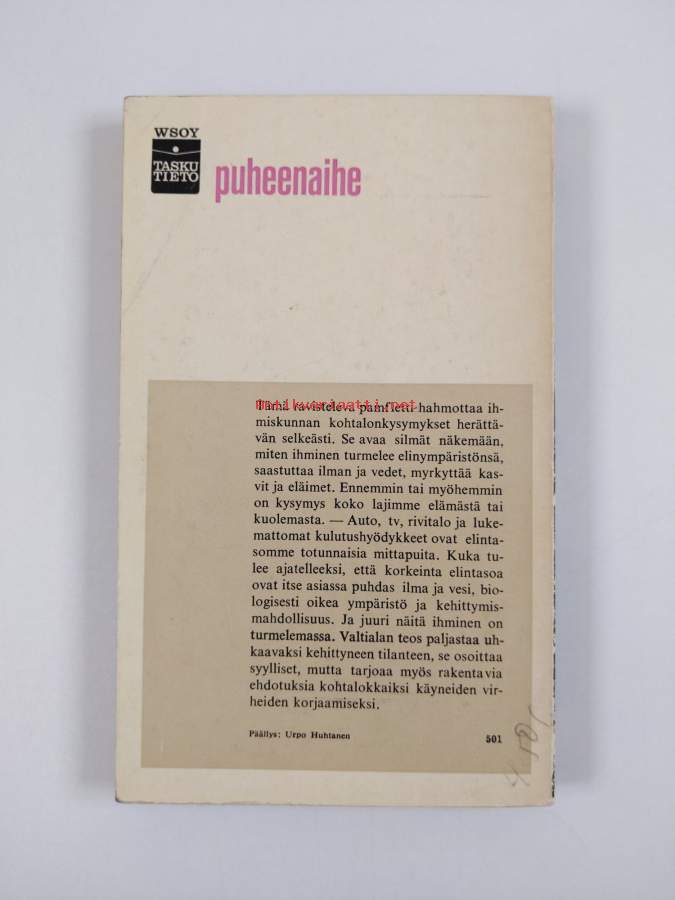 WSOY
TASKU
TIETO
puheenaihe
antikvariaatti.net
Tämä ravisteleva pamfletti hahmottaa ih-
miskunnan kohtalonkysymykset herättä-
vän selkeästi. Se avaa silmät näkemään,
miten ihminen turmelee elinympäristönsä,
saastuttaa ilman ja vedet, myrkyttää kas-
vit ja eläimet. Ennemmin tai myöhemmin
on kysymys koko lajimme elämästä tai
kuolemasta. — Auto, tv, rivitalo ja luke-
mattomat kulutushyödykkeet ovat elinta-
somme totunnaisia mittapuita. Kuka tu-
lee ajatelleeksi, että korkeinta elintasoa
ovat itse asiassa puhdas ilma ja vesi, bio-
logisesti oikea ympäristö ja kehittymis-
mahdollisuus. Ja juuri näitä ihminen on
turmelemassa. Valtialan teos paljastaa uh-
kaavaksi kehittyneen tilanteen, se osoittaa
syylliset, mutta tarjoaa myös rakentavia
ehdotuksia kohtalokkaiksi käyneiden vir-
heiden korjaamiseksi.
Päällys: Urpo Huhtanen
501